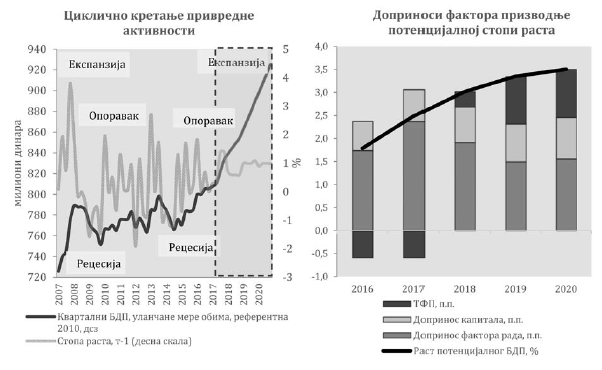 Циклично кретање привредне
активности
940
920
900
880
860
840
820
800
780
760
740
720
милиони динара
5
4
3
2
1
0
-1
-2
-3
%
Експанзија
Експанзија
Опоравак
Опоравак
Рецесија
Рецесија
2007
2008
2009
2010
2011
2012
2013
2014
2015
2016
2017
2018
2019
2020
Квартални БДП, уланчане мере обима, референтна
2010, дсз
Стопа раста, т-1 (десна скала)
Доприноси фактора призводње
потенцијалној стопи раста
4,0
3,5
3,0
2,5
2,0
1,5
1,0
0,5
0,0
-0,5
-1,0
2016
2017
2018
2019
2020
ТФП, п.п.
Допринос капитала, п.п.
Допринос фактора рада, п.п.
Раст потенцијалног БДП, %